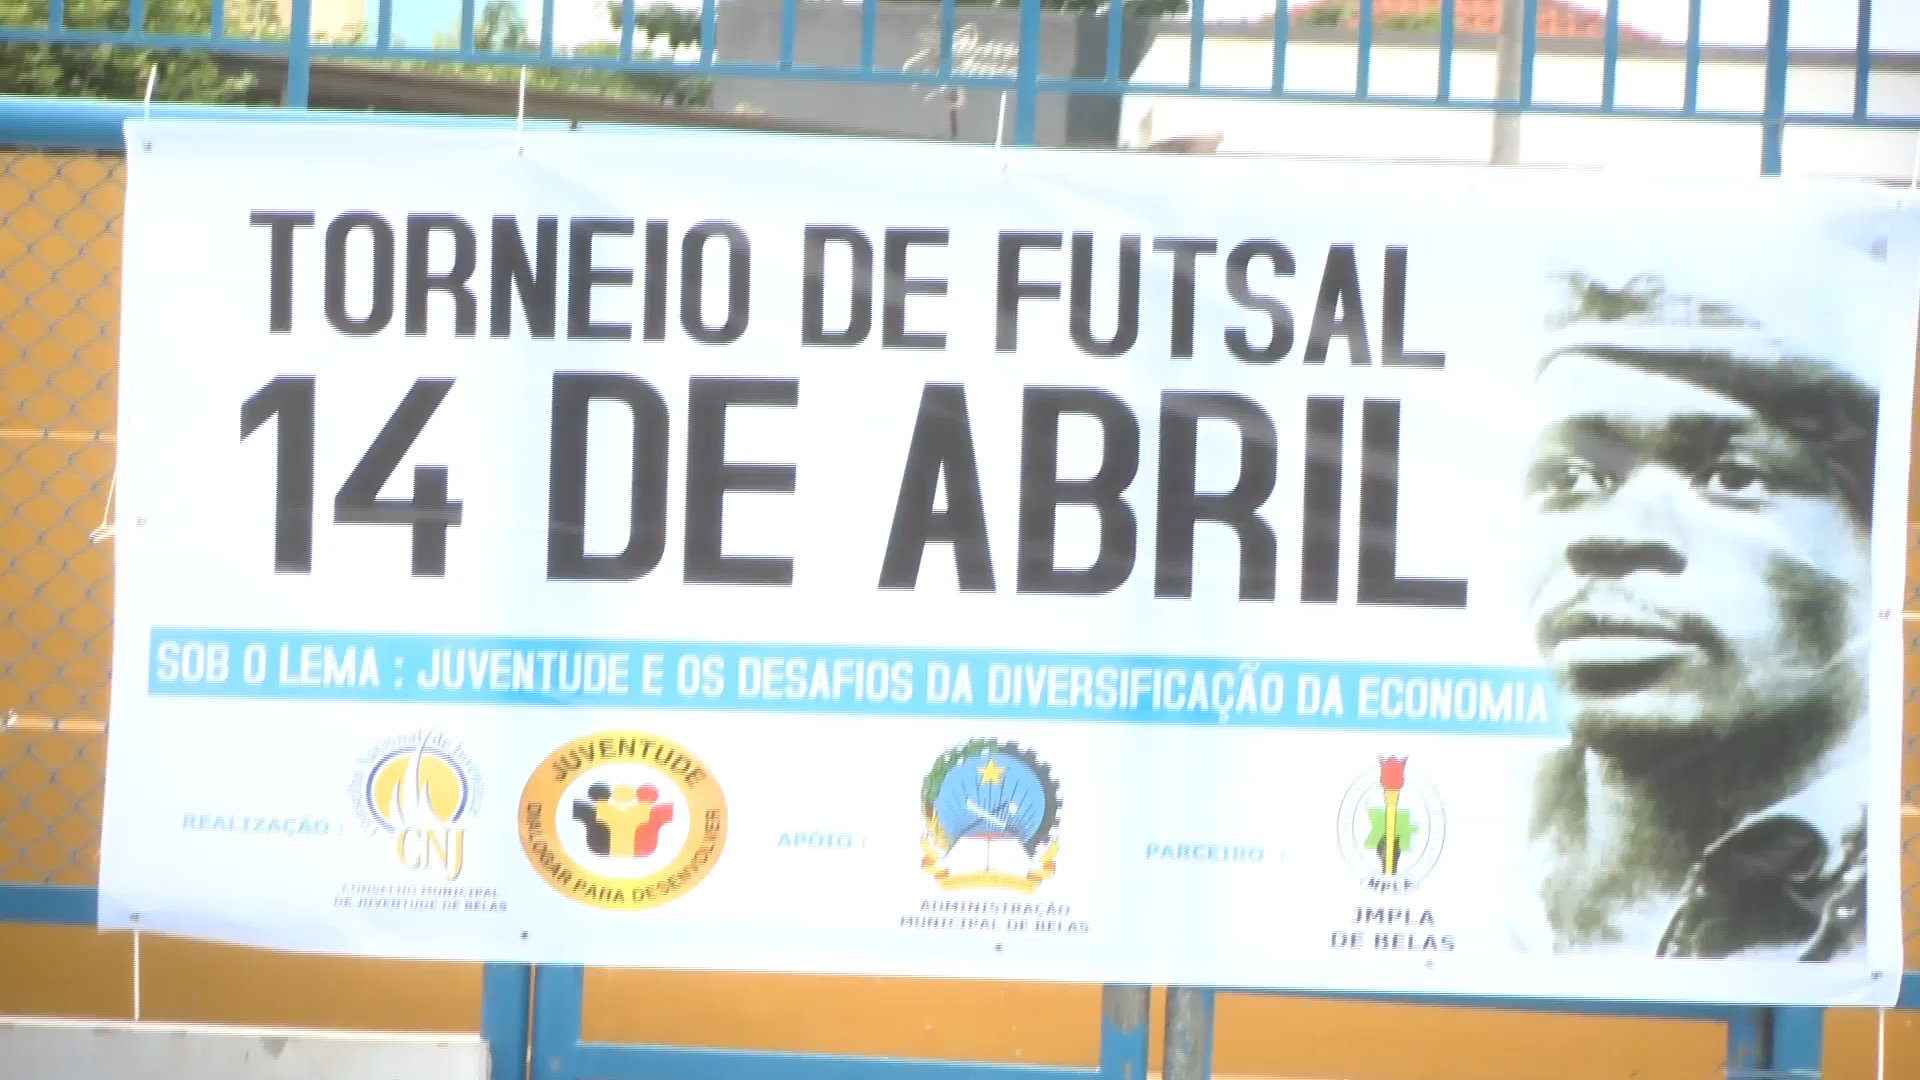 TORNEIO DE FUTSAL
14 DE ABRIL
SOB O LEMA : JUVENTUDE E OS DESAFIOS DA DIVERSIFICAÇÃO DA ECONOMIA
REALIZAÇÃO :
CNJ
CONSELHO MUNICIPAL
DE JUVENTUDE DE BELAS
JUVENTUDE
DIALOGAR PARA DESENVOLVER
APÓIO :
ADMINISTRAÇÃO
MUNICIPAL DE BELAS
PARCEIRO :
JMPLA
DE BELAS